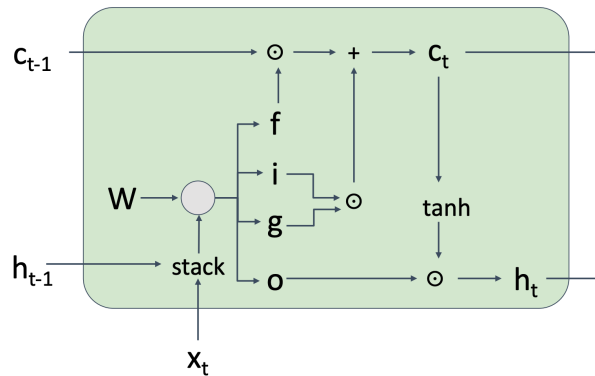 c_{t-1} ⊙ + c_t
f
i
W ⊙
g tanh
h_{t-1} stack o ⊙ h_t
x_t